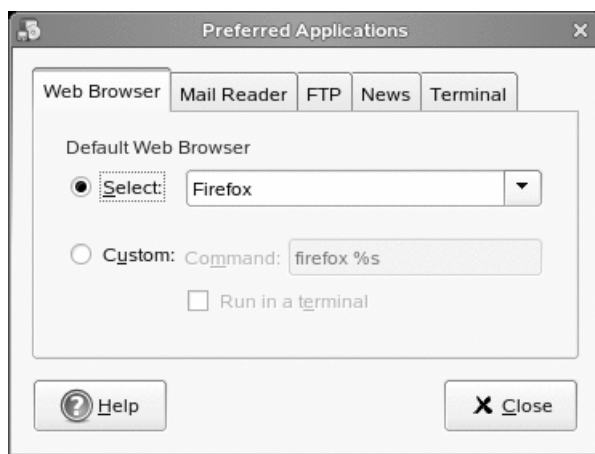 Preferred Applications
Web Browser Mail Reader FTP News Terminal
Default Web Browser
Select: Firefox
Custom: Command: firefox %s
Run in a terminal
Help Close